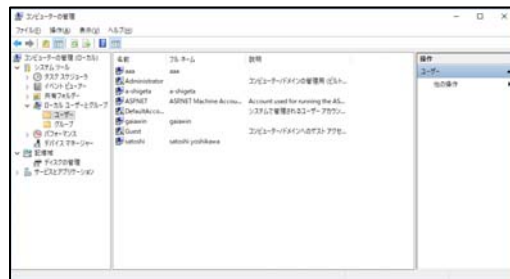 コンピューターの管理
ファイル(F) 操作(A) 表示(V) ヘルプ(H)
コンピューターの管理 (ローカル)
システム ツール
タスク スケジューラ
イベント ビューアー
共有フォルダー
ローカル ユーザーとグループ
ユーザー
グループ
パフォーマンス
デバイス マネージャー
記憶域
ディスクの管理
サービスとアプリケーション
名前 フル ネーム 説明
aaa aaa
Administrator コンピューター/ドメインの管理用 (ビルト...
a-shigeta a-shigeta
ASPNET ASPNET Machine Accou... Account used for running the AS...
DefaultAcco... システムで管理されるユーザー アカウン...
gaiawin gaiawin
Guest コンピューター/ドメインへのゲスト アクセ...
satoshi satoshi yoshikawa
操作
ユーザー
他の操作